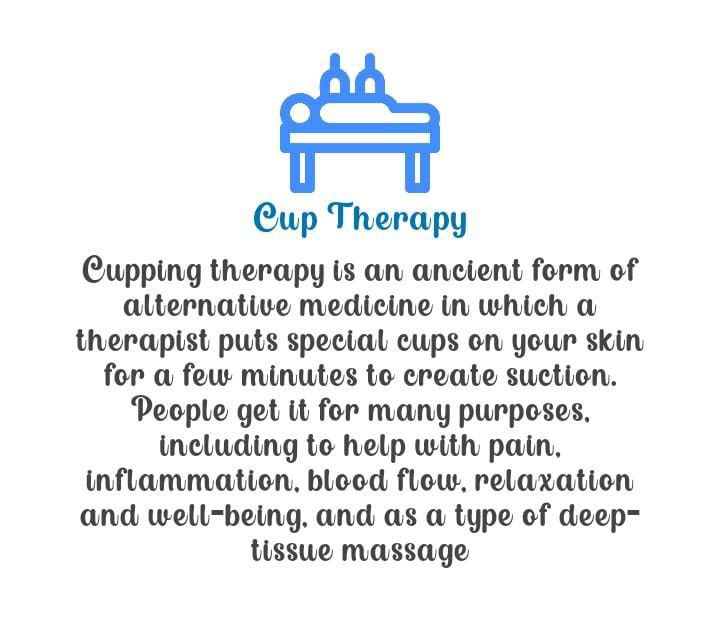 Cup Therapy
Cupping therapy is an ancient form of
alternative medicine in which a
therapist puts special cups on your skin
for a few minutes to create suction.
People get it for many purposes,
including to help with pain,
inflammation, blood flow, relaxation
and well-being, and as a type of deep-
tissue massage